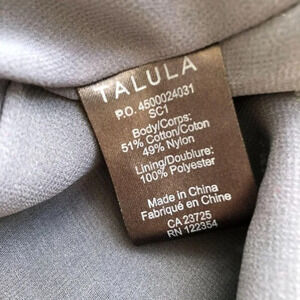 TALULA
P.O. 4500024031
SC1
Body/Corps:
51% Cotton/Coton
49% Nylon
Lining/Doublure:
100% Polyester
Made in China
Fabriqué en Chine
CA 23725
RN 122354